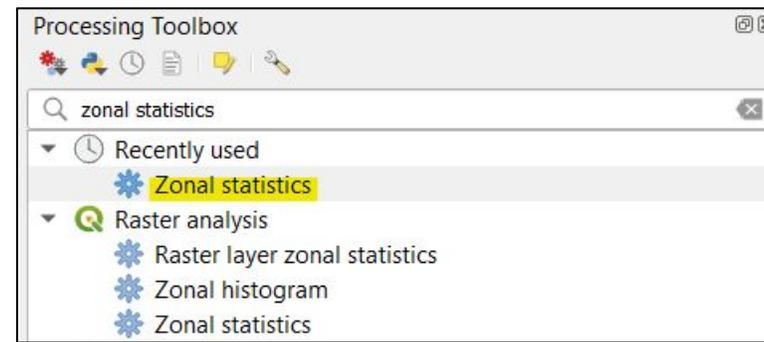 Processing Toolbox
zonal statistics
Recently used
Zonal statistics
Raster analysis
Raster layer zonal statistics
Zonal histogram
Zonal statistics